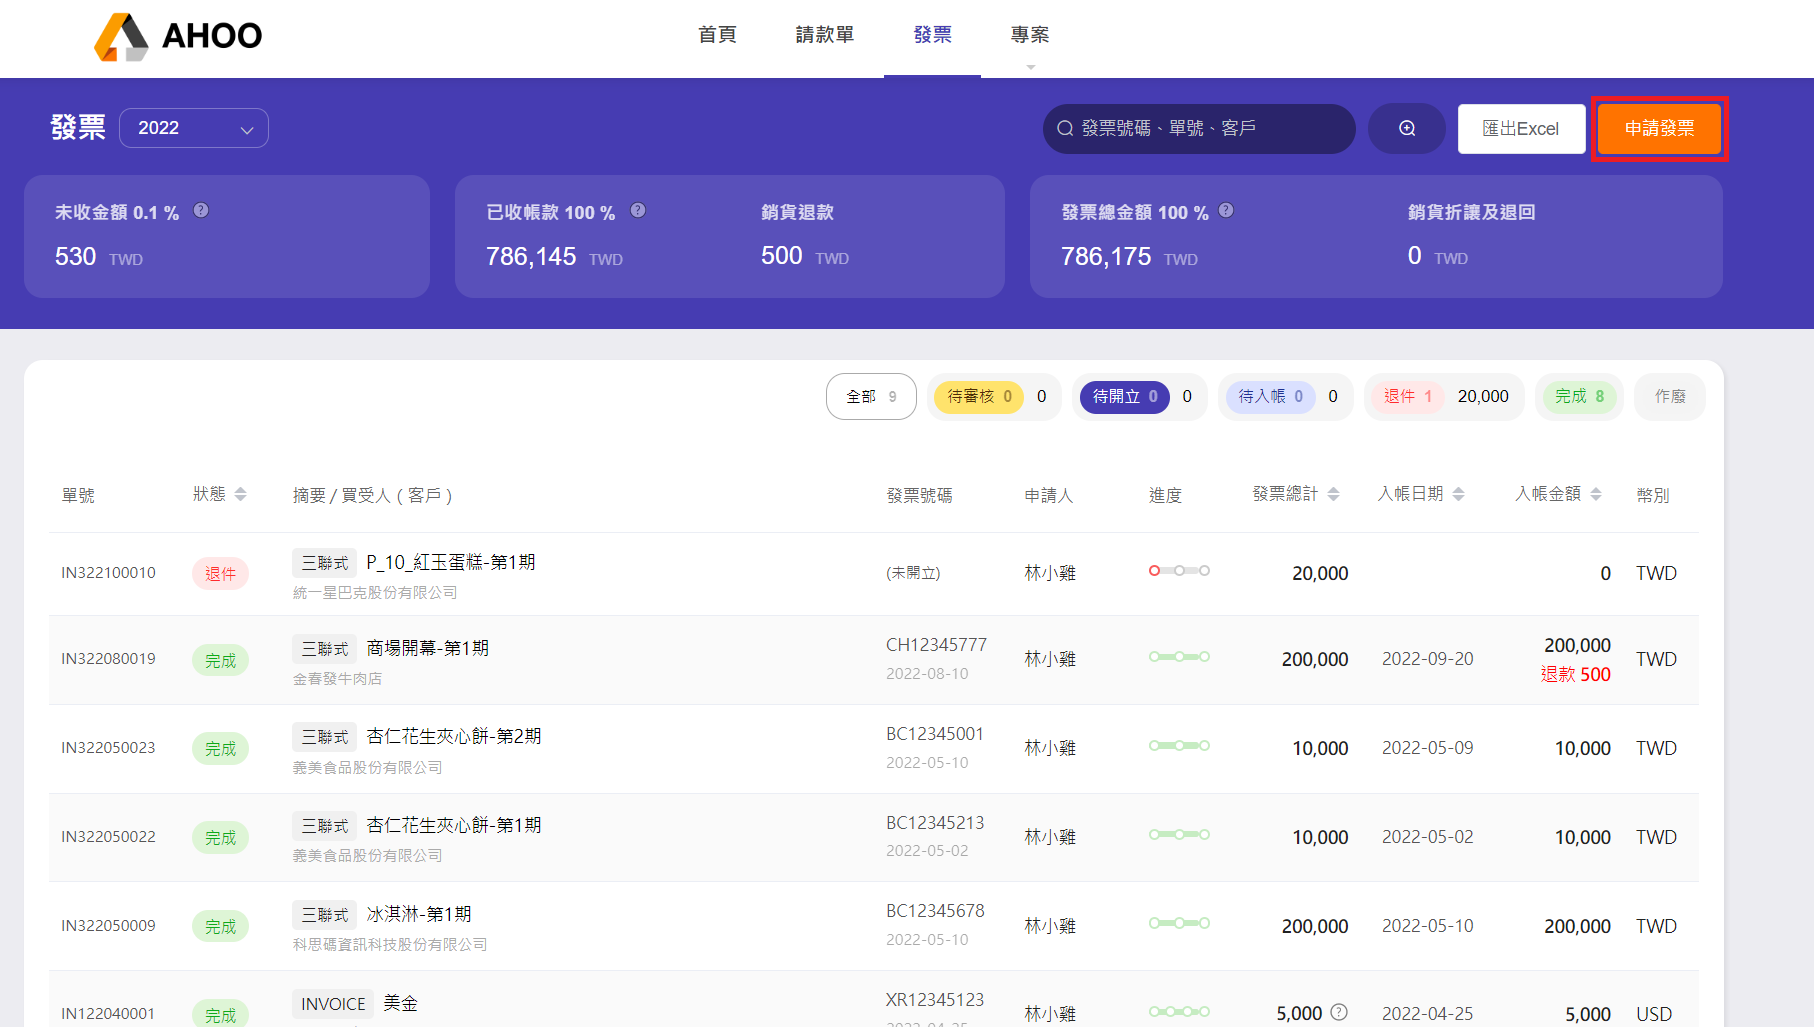 AHOO
首頁 請款單 發票 專案
發票 2022 發票號碼、單號、客戶 匯出Excel 申請發票
未收金額 0.1 % 已收帳款 100 % 銷貨退款 發票總金額 100 % 銷貨折讓及退回
530 TWD 786,145 TWD 500 TWD 786,175 TWD 0 TWD
全部 9 待審核 0 0 待開立 0 0 待入帳 0 0 退件 1 20,000 完成 8 作廢
單號 狀態 摘要 / 買受人 ( 客戶 ) 發票號碼 申請人 進度 發票總計 入帳日期 入帳金額 幣別
IN322100010 退件 三聯式 P_10_紅玉蛋糕-第1期 (未開立) 林小雞 20,000 0 TWD
統一星巴克股份有限公司
IN322080019 完成 三聯式 商場開幕-第1期 CH12345777 林小雞 200,000 2022-09-20 200,000 TWD
金春發牛肉店 2022-08-10 退款 500
IN322050023 完成 三聯式 杏仁花生夾心餅-第2期 BC12345001 林小雞 10,000 2022-05-09 10,000 TWD
義美食品股份有限公司 2022-05-10
IN322050022 完成 三聯式 杏仁花生夾心餅-第1期 BC12345213 林小雞 10,000 2022-05-02 10,000 TWD
義美食品股份有限公司 2022-05-02
IN322050009 完成 三聯式 冰淇淋-第1期 BC12345678 林小雞 200,000 2022-05-10 200,000 TWD
科思碼資訊科技股份有限公司 2022-05-10
IN122040001 完成 INVOICE 美金 XR12345123 林小雞 5,000 2022-04-25 5,000 USD